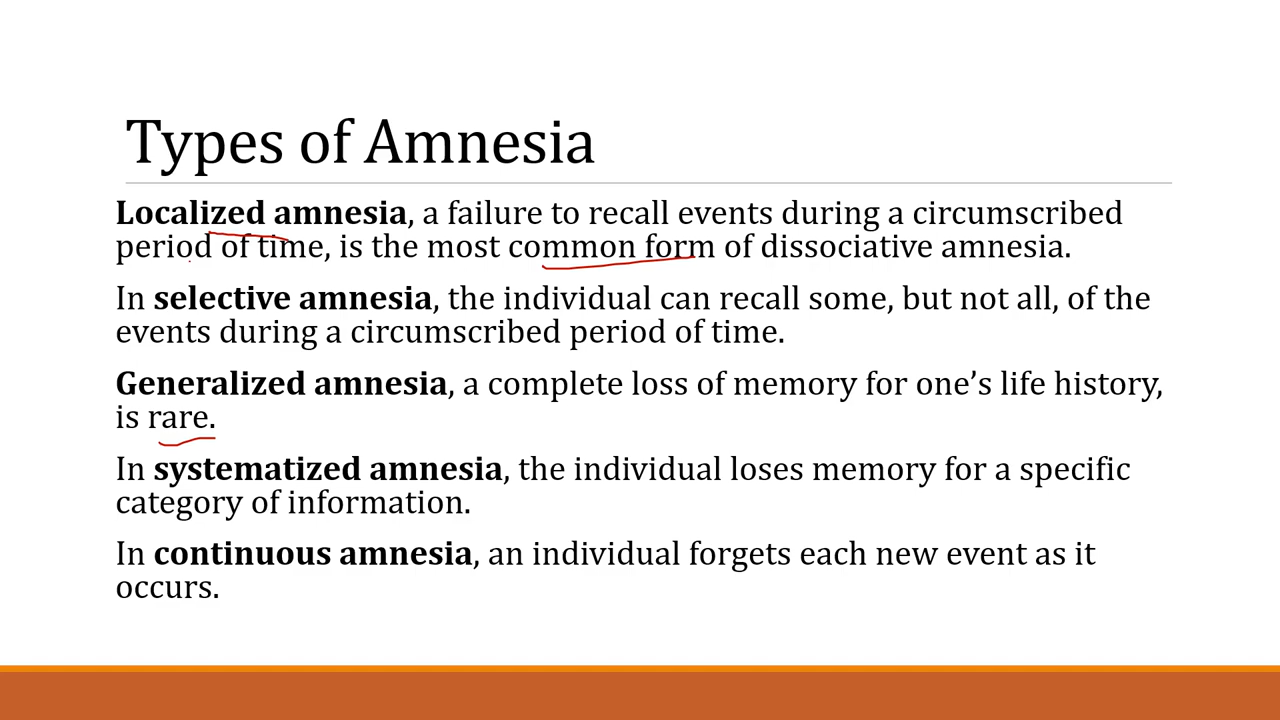 Types of Amnesia
Localized amnesia, a failure to recall events during a circumscribed
period of time, is the most common form of dissociative amnesia.
In selective amnesia, the individual can recall some, but not all, of the
events during a circumscribed period of time.
Generalized amnesia, a complete loss of memory for one’s life history,
is rare.
In systematized amnesia, the individual loses memory for a specific
category of information.
In continuous amnesia, an individual forgets each new event as it
occurs.